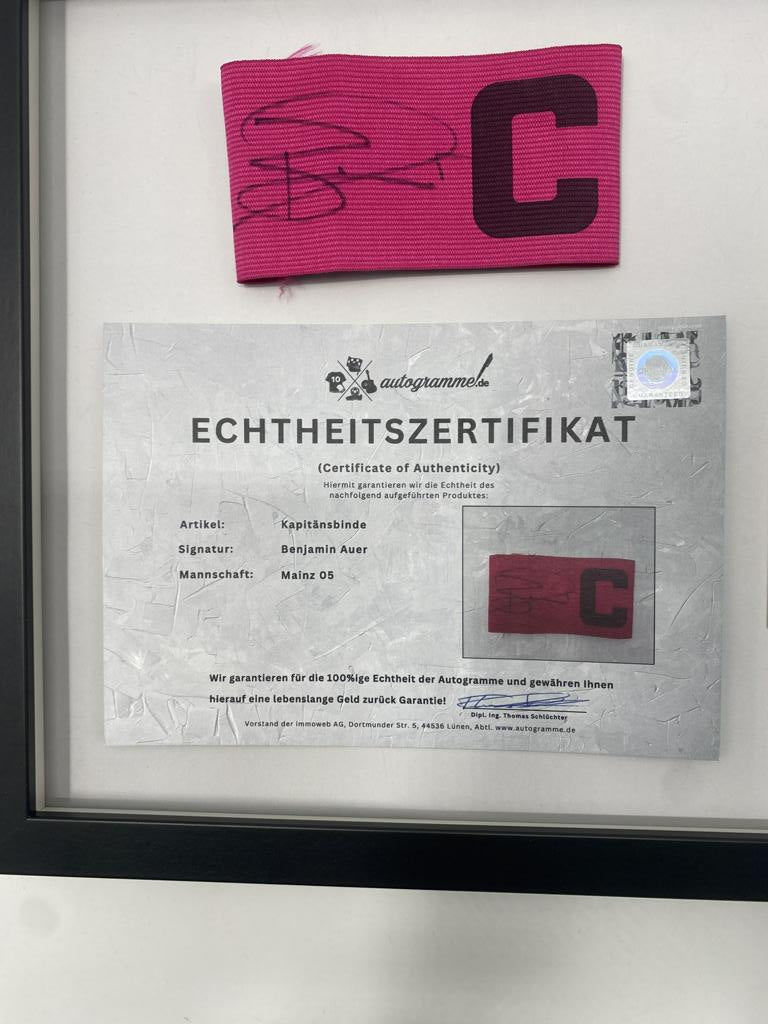 C
10
autogramme.de
ECHTHEITSZERTIFIKAT
(Certificate of Authenticity)
Hiermit garantieren wir die Echtheit des
nachfolgend aufgeführten Produktes:
Artikel: Kapitänsbinde
Signatur: Benjamin Auer
Mannschaft: Mainz 05
C
Wir garantieren für die 100%ige Echtheit der Autogramme und gewähren Ihnen
hierauf eine lebenslange Geld zurück Garantie!
Dipl. Ing. Thomas Schlüchter
Vorstand der immoweb AG, Dortmunder Str. 5, 44536 Lünen, Abtl. www.autogramme.de